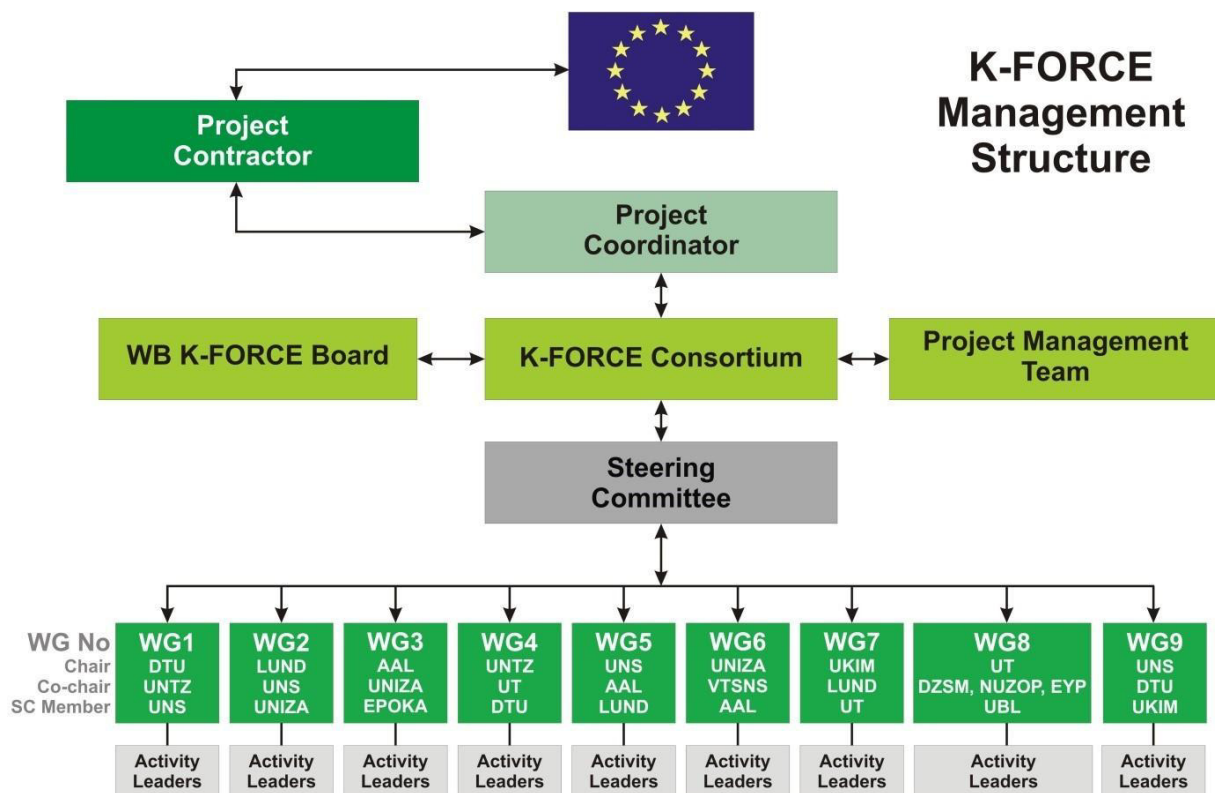 K-FORCE
Management
Structure
Project
Contractor
Project
Coordinator
WB K-FORCE Board
K-FORCE Consortium
Project Management
Team
Steering
Committee
WG No
Chair
Co-chair
SC Member
WG1
DTU
UNTZ
UNS
WG2
LUND
UNS
UNIZA
WG3
AAL
UNIZA
EPOKA
WG4
UNTZ
UT
DTU
WG5
UNS
AAL
LUND
WG6
UNIZA
VTSNS
AAL
WG7
UKIM
LUND
UT
WG8
UT
DZSM, NUZOP, EYP
UBL
WG9
UNS
DTU
UKIM
Activity
Leaders
Activity
Leaders
Activity
Leaders
Activity
Leaders
Activity
Leaders
Activity
Leaders
Activity
Leaders
Activity
Leaders
Activity
Leaders